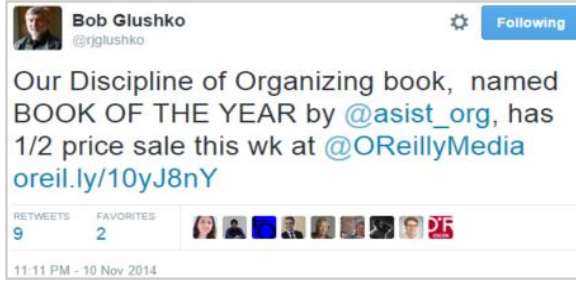 Bob Glushko
@rjglushko
Following
Our Discipline of Organizing book, named
BOOK OF THE YEAR by @asist_org, has
1/2 price sale this wk at @OReillyMedia
oreil.ly/10yJ8nY
RETWEETS FAVORITES
9 2
11:11 PM - 10 Nov 2014